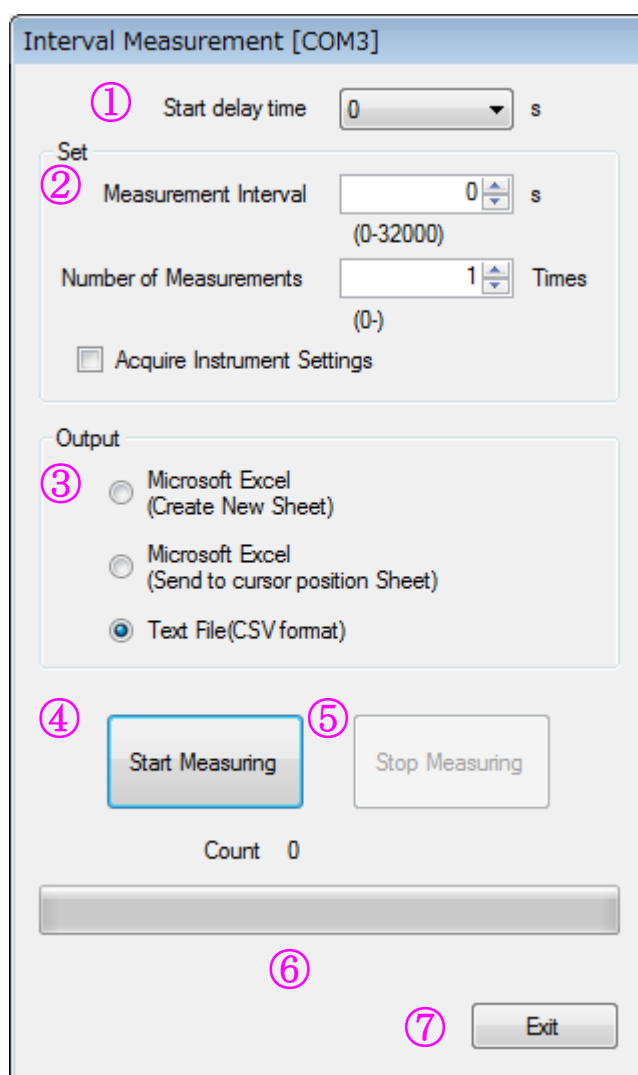 Interval Measurement [COM3]
① Start delay time 0 s
Set
② Measurement Interval 0 s
(0-32000)
Number of Measurements 1 Times
(0-)
Acquire Instrument Settings
Output
③ Microsoft Excel
(Create New Sheet)
Microsoft Excel
(Send to cursor position Sheet)
Text File(CSV format)
④ Start Measuring ⑤ Stop Measuring
Count 0
⑥
⑦ Exit